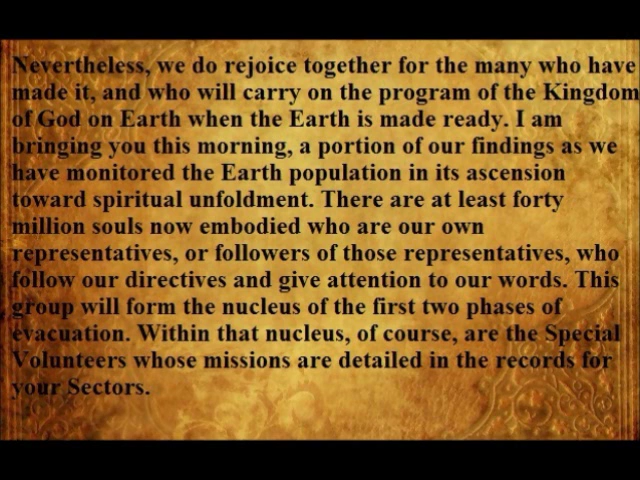 Nevertheless, we do rejoice together for the many who have
made it, and who will carry on the program of the Kingdom
of God on Earth when the Earth is made ready. I am
bringing you this morning, a portion of our findings as we
have monitored the Earth population in its ascension
toward spiritual unfoldment. There are at least forty
million souls now embodied who are our own
representatives, or followers of those representatives, who
follow our directives and give attention to our words. This
group will form the nucleus of the first two phases of
evacuation. Within that nucleus, of course, are the Special
Volunteers whose missions are detailed in the records for
your Sectors.